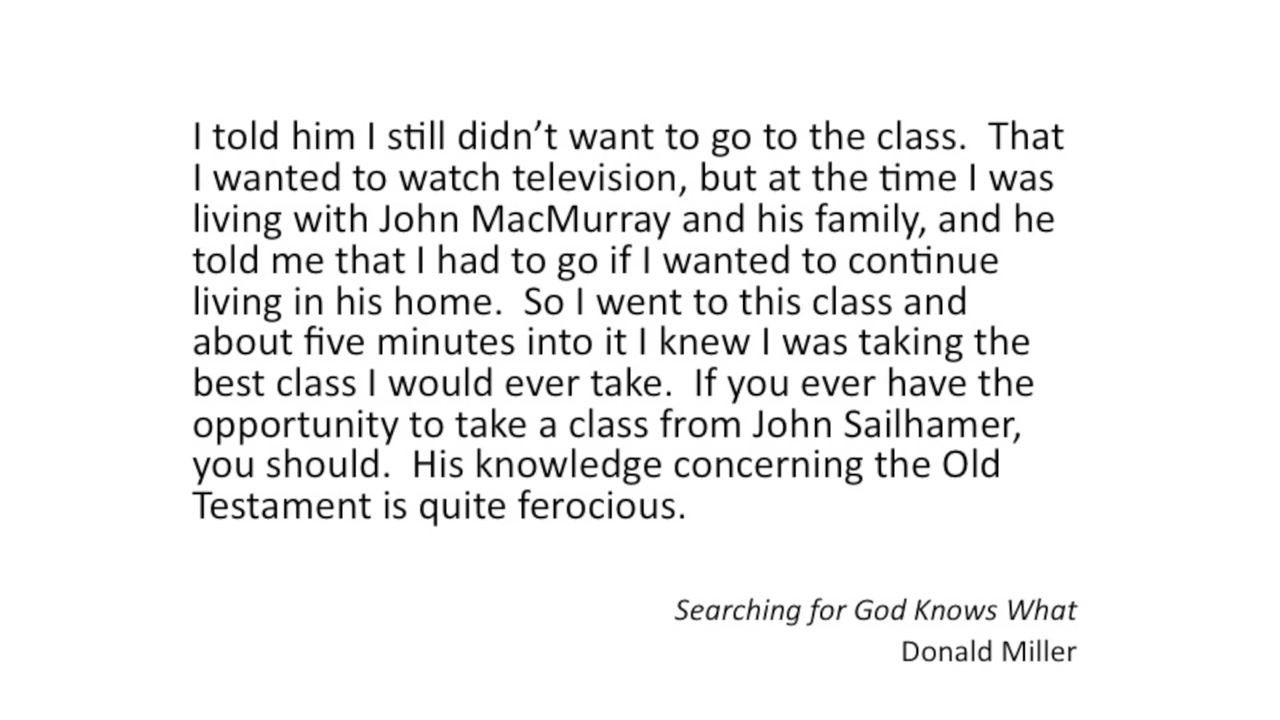 I told him I still didn’t want to go to the class.  That
I wanted to watch television, but at the time I was
living with John MacMurray and his family, and he
told me that I had to go if I wanted to continue
living in his home.  So I went to this class and
about five minutes into it I knew I was taking the
best class I would ever take.  If you ever have the
opportunity to take a class from John Sailhamer,
you should.  His knowledge concerning the Old
Testament is quite ferocious.
Searching for God Knows What
Donald Miller